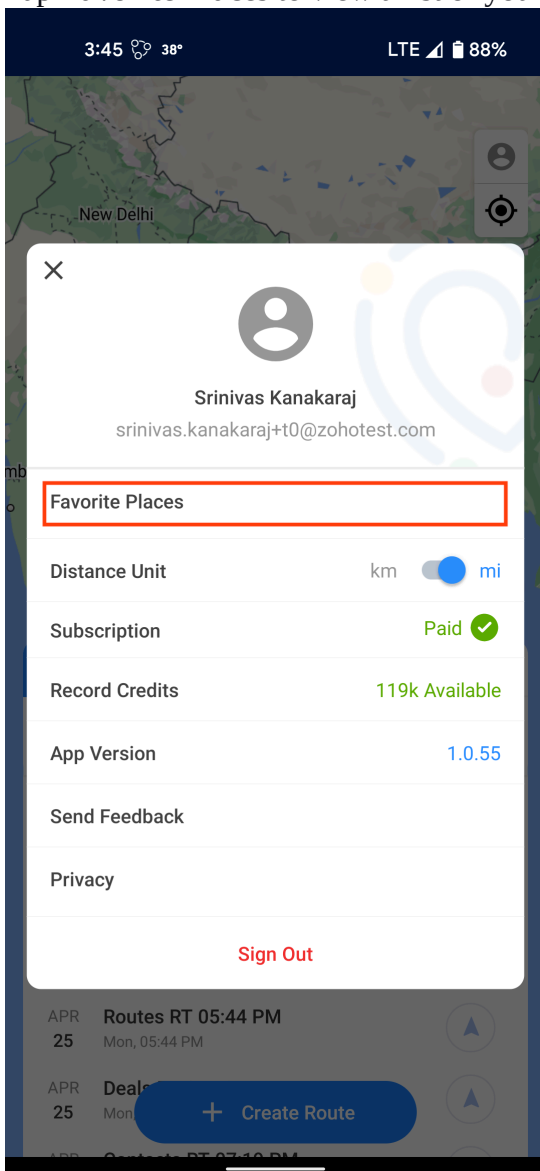 3:45 38° LTE 88%
New Delhi
Srinivas Kanakaraj
srinivas.kanakaraj+t0@zohotest.com
mb
Favorite Places
Distance Unit km mi
Subscription Paid
Record Credits 119k Available
App Version 1.0.55
Send Feedback
Privacy
Sign Out
APR Routes RT 05:44 PM
25 Mon, 05:44 PM
APR Deals
25 Mon
+ Create Route